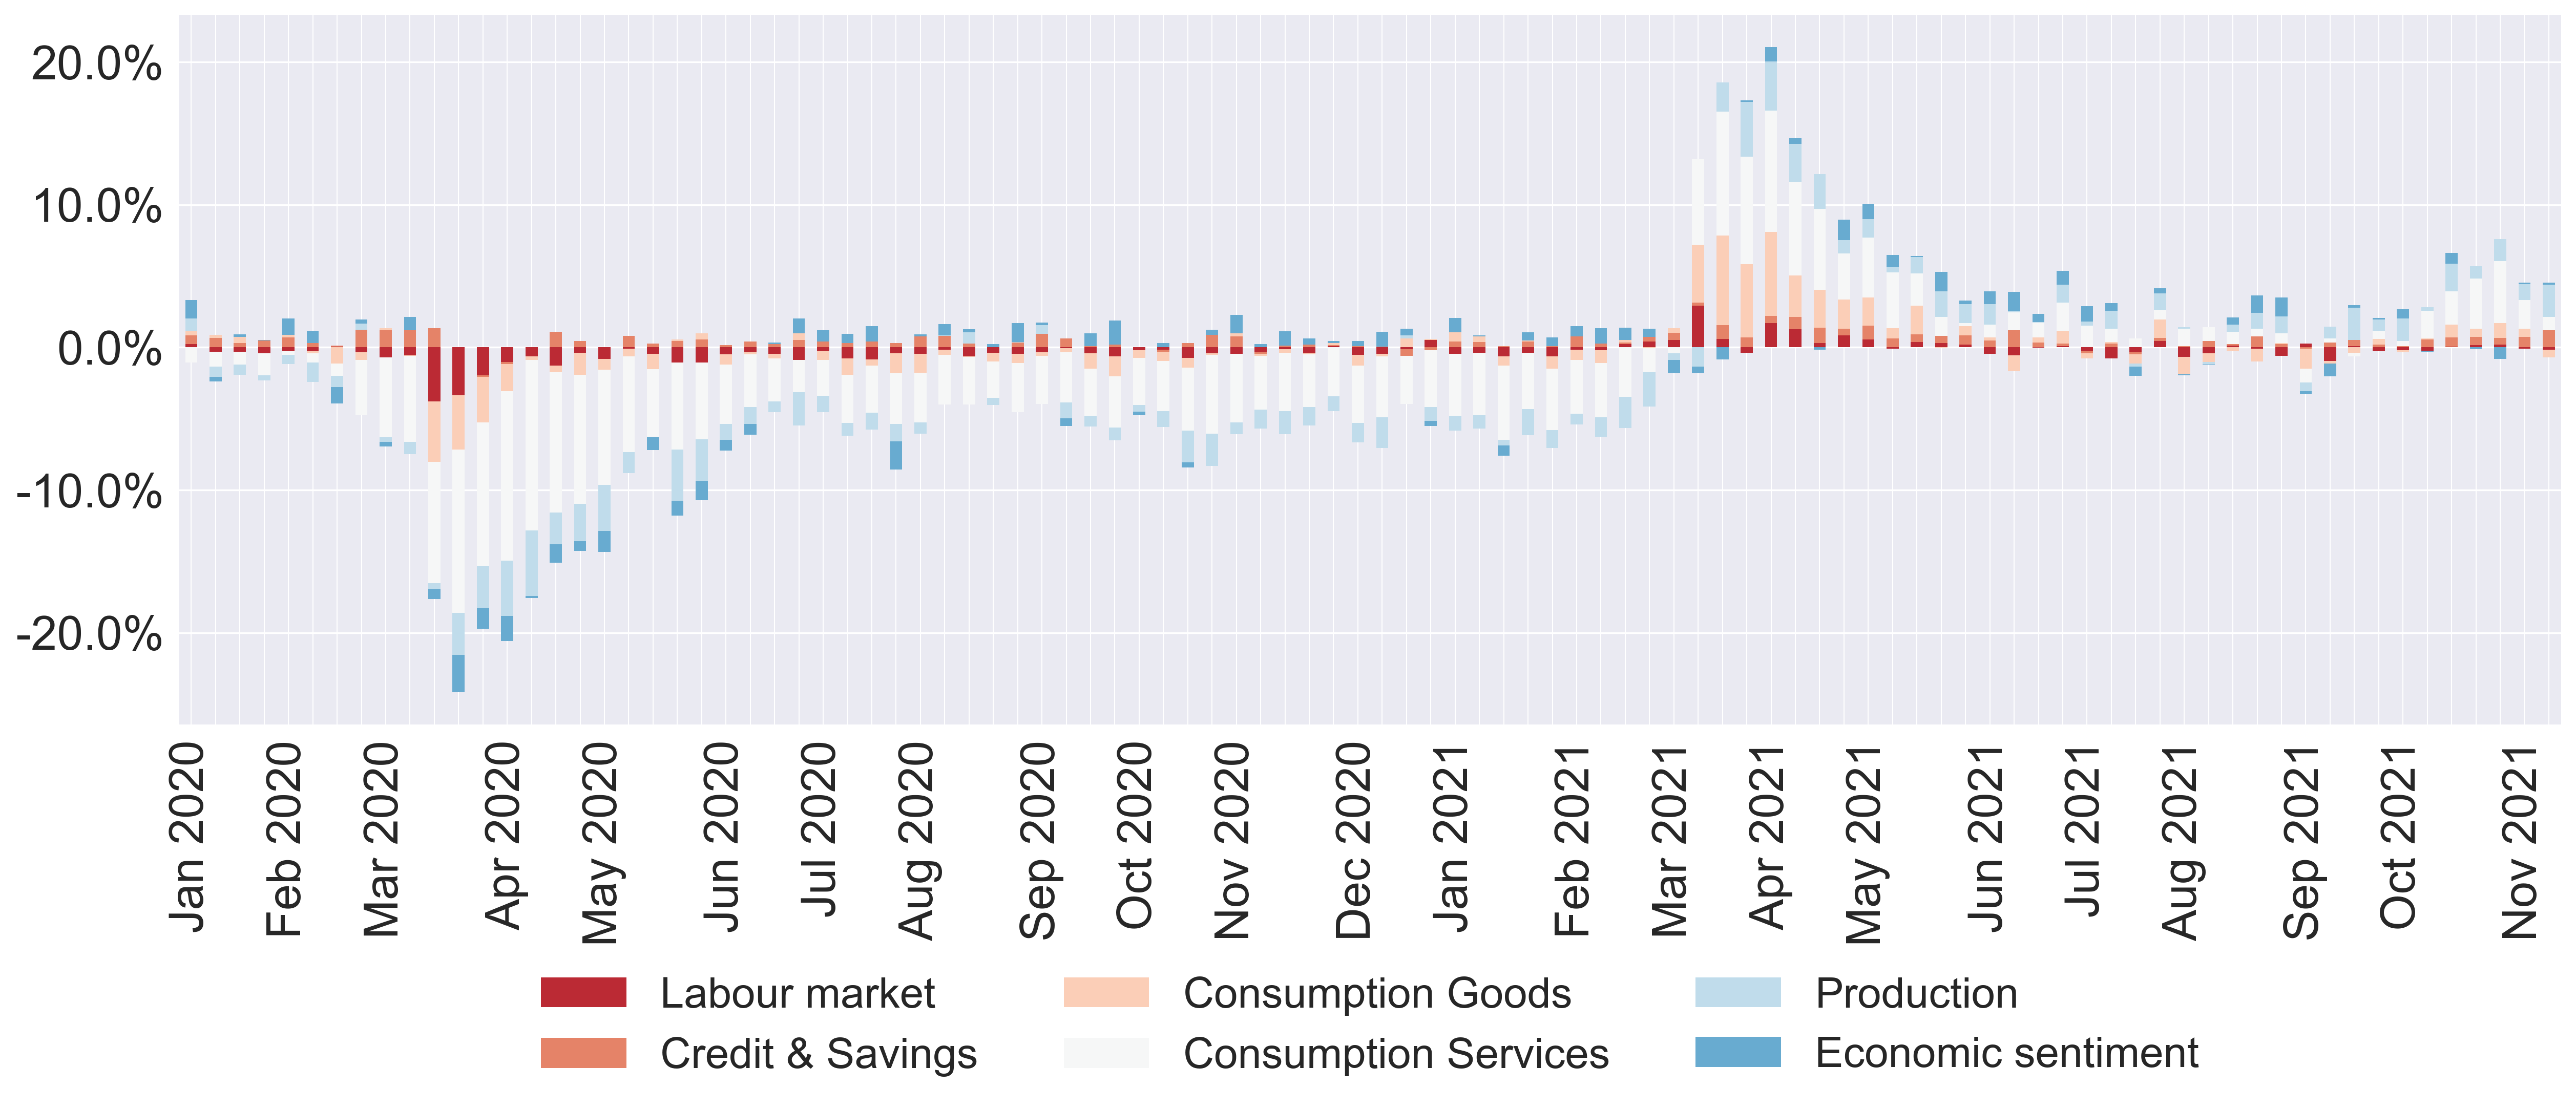 20.0%
10.0%
0.0%
-10.0%
-20.0%
Jan 2020
Feb 2020
Mar 2020
Apr 2020
May 2020
Jun 2020
Jul 2020
Aug 2020
Sep 2020
Oct 2020
Nov 2020
Dec 2020
Jan 2021
Feb 2021
Mar 2021
Apr 2021
May 2021
Jun 2021
Jul 2021
Aug 2021
Sep 2021
Oct 2021
Nov 2021
Labour market
Consumption Goods
Production
Credit & Savings
Consumption Services
Economic sentiment